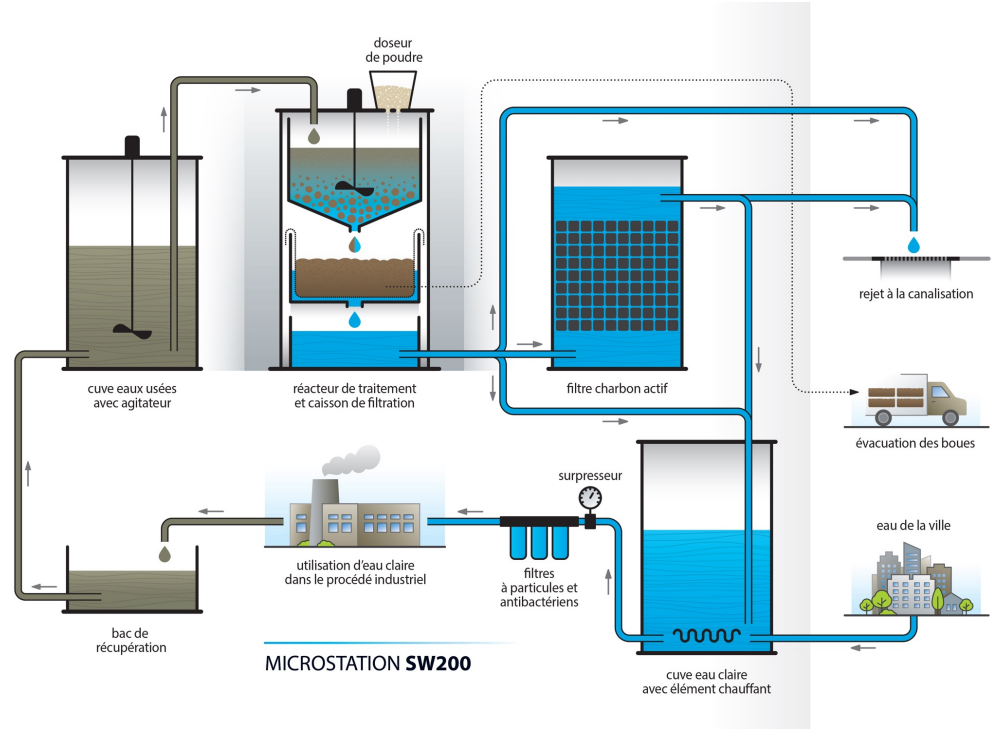 doseur
de poudre
cuve eaux usées
avec agitateur
réacteur de traitement
et caisson de filtration
filtre charbon actif
rejet à la canalisation
évacuation des boues
surpresseur
eau de la ville
utilisation d'eau claire
dans le procédé industriel
filtres
à particules et
antibactériens
bac de
récupération
MICROSTATION SW200
cuve eau claire
avec élément chauffant